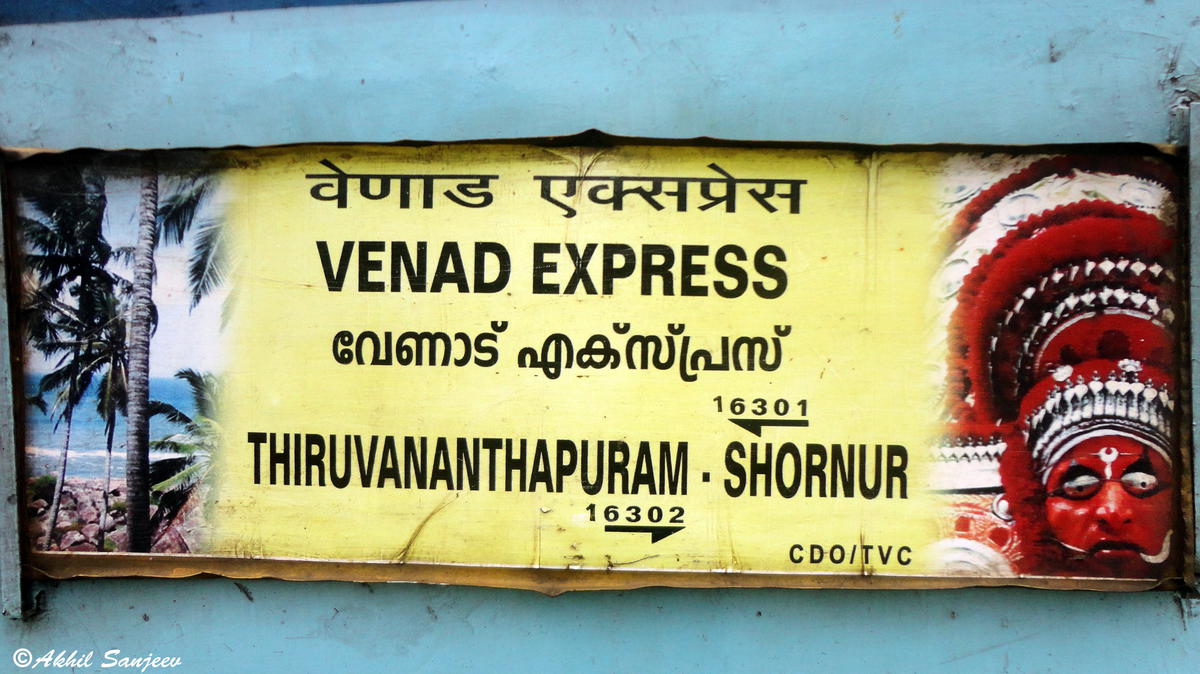 वेणाड एक्सप्रेस
VENAD EXPRESS
വേണാട് എക്സ്പ്രസ്
16301
THIRUVANANTHAPURAM - SHORNUR
16302
CDO/TVC
©Akhil Sanjeev